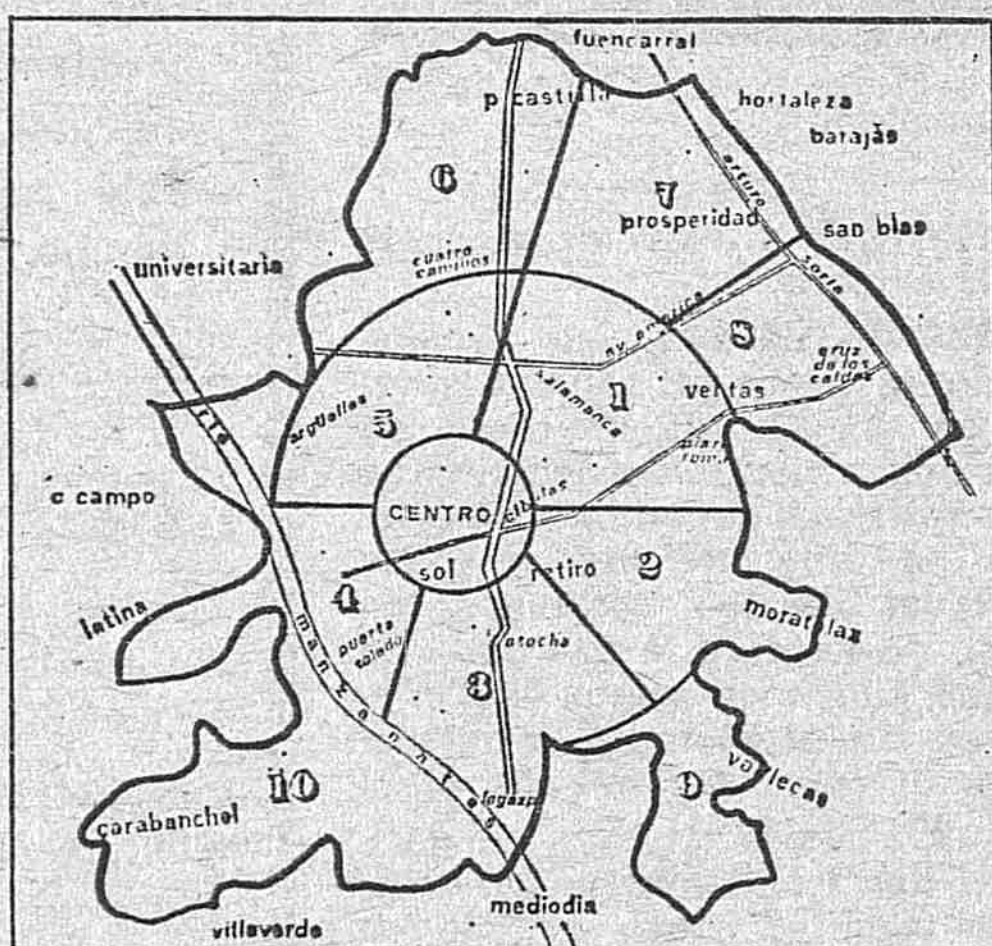 fuencarral
p castilla
hortaleza
barajas
6
7
arturo
soria
prosperidad
san blas
cuatro
caminos
universitaria
av. america
8
cruz
de los
caidos
salamanca
1
ventas
argüelles
5
rio
c campo
CENTRO
cibeles
sol
retiro
2
4
latina
manzanares
puerta
toledo
atocha
moratalaz
3
10
legazpi
9
vallecas
carabanchel
mediodia
villaverde